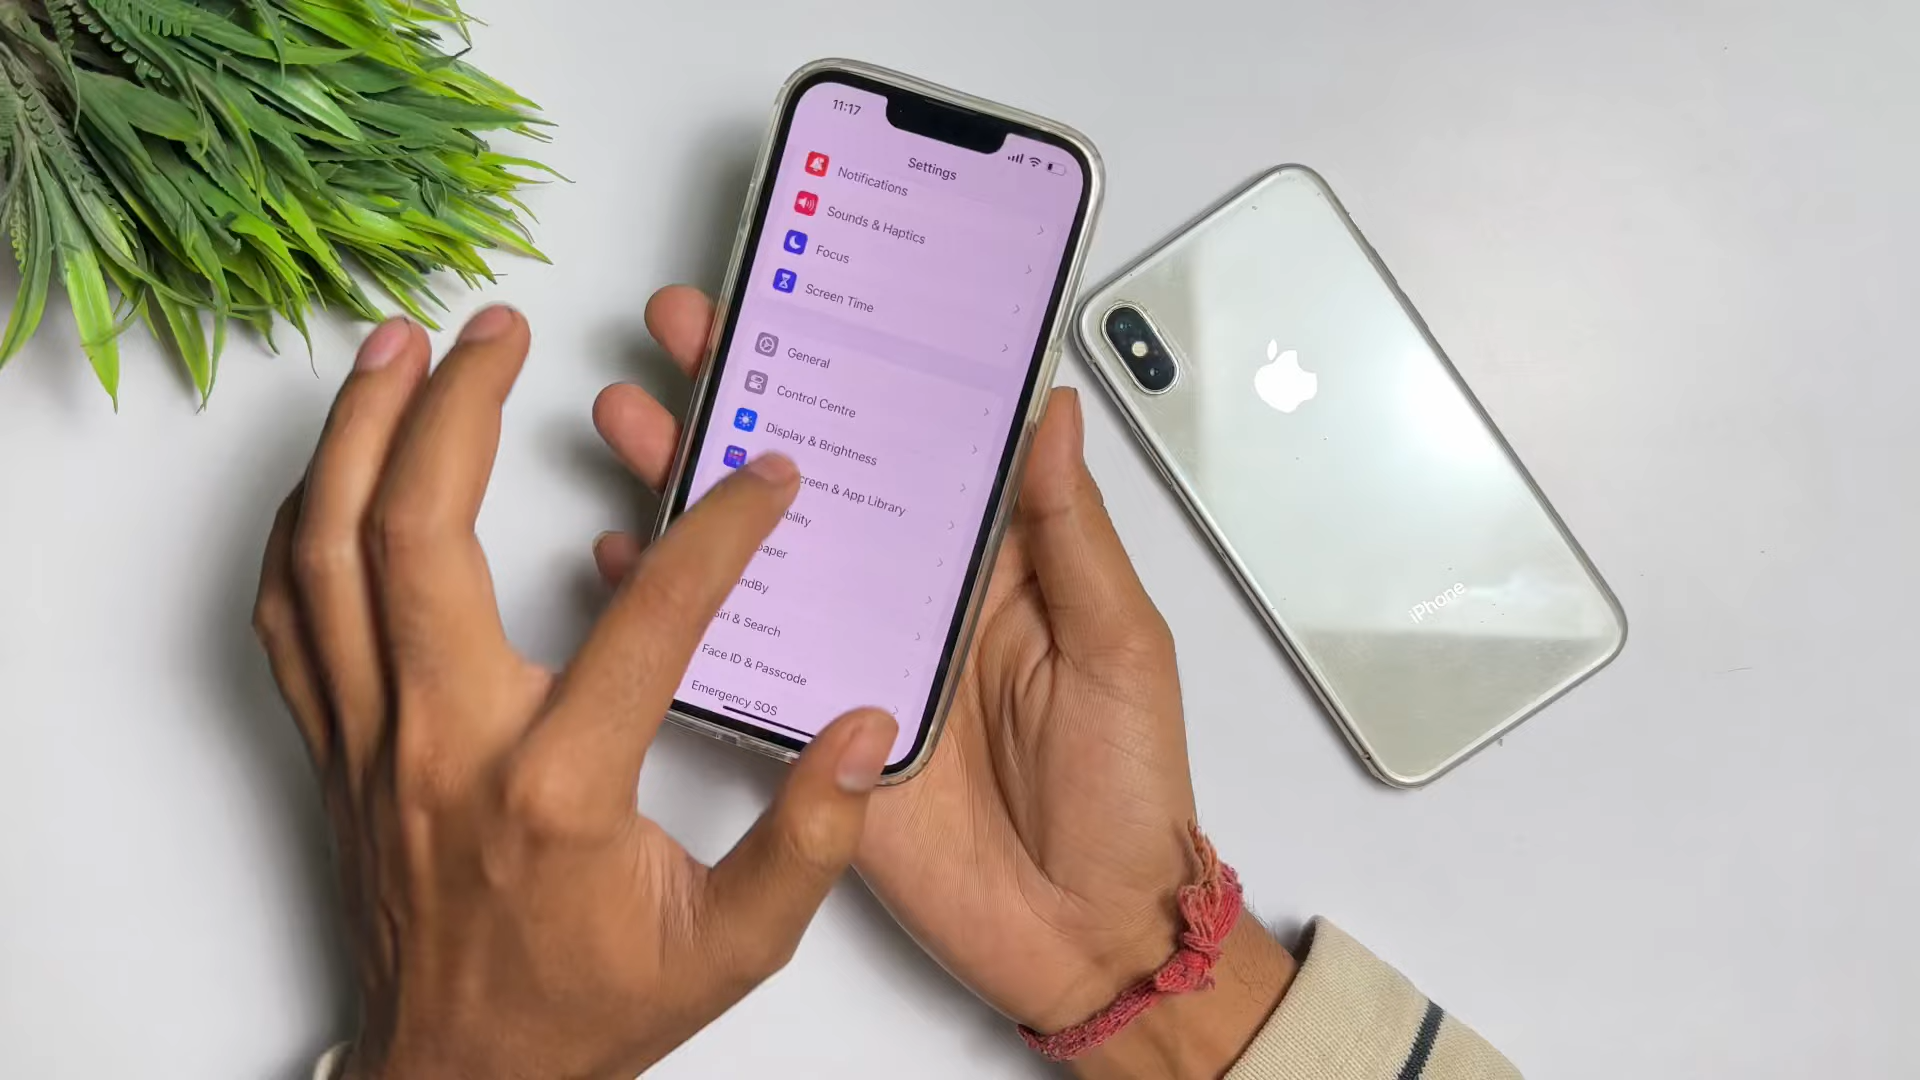 11:17
Settings
Notifications
Sounds & Haptics
Focus
Screen Time
General
Control Centre
Display & Brightness
creen & App Library
ibility
paper
ndBy
Siri & Search
Face ID & Passcode
Emergency SOS
iPhone